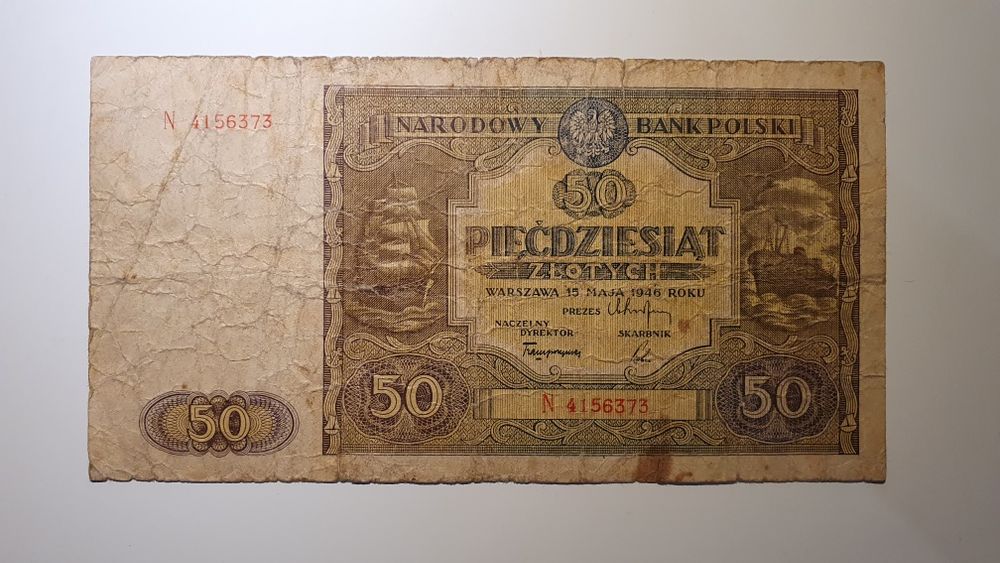 N 4156373
NARODOWY BANK POLSKI
50
PIĘĆDZIESIĄT
ZŁOTYCH
WARSZAWA 15 MAJA 1946 ROKU
PREZES
NACZELNY
DYREKTOR
SKARBNIK
50
50
N 4156373
50